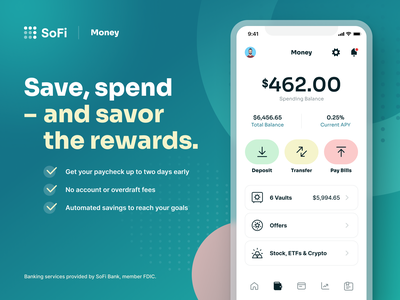 SoFi
Money
Save, spend
– and savor
the rewards.
Get your paycheck up to two days early
No account or overdraft fees
Automated savings to reach your goals
Banking services provided by SoFi Bank, member FDIC.
9:41
Money
$462.00
Spending Balance
$6,456.65
Total Balance
0.25%
Current APY
Deposit
Transfer
Pay Bills
6 Vaults
$5,994.65
Offers
Stock, ETFs & Crypto